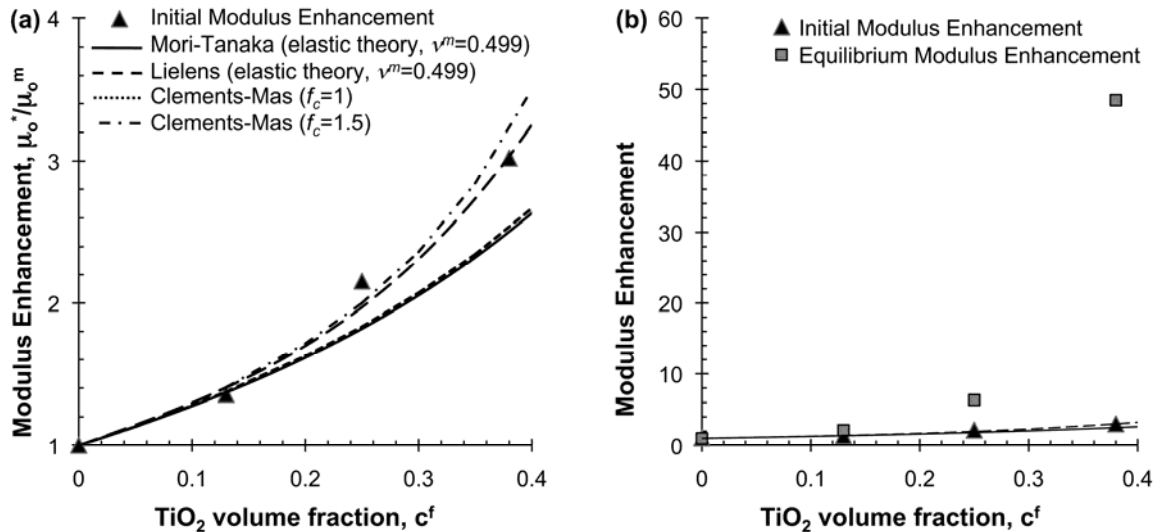 (a)
4
3
2
1
Modulus Enhancement, μo*/μom
Initial Modulus Enhancement
Mori-Tanaka (elastic theory, νm=0.499)
Lielens (elastic theory, νm=0.499)
Clements-Mas (fc=1)
Clements-Mas (fc=1.5)
0 0.1 0.2 0.3 0.4
TiO2 volume fraction, cf
(b)
60
50
40
30
20
10
0
Modulus Enhancement
Initial Modulus Enhancement
Equilibrium Modulus Enhancement
0 0.1 0.2 0.3 0.4
TiO2 volume fraction, cf